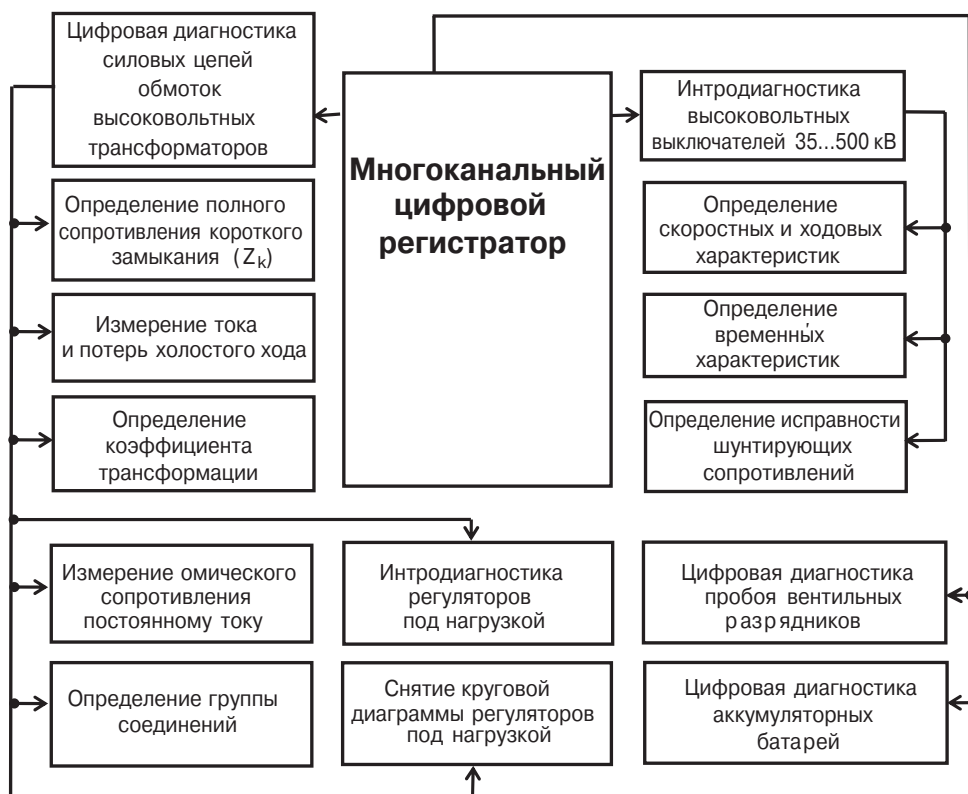 Цифровая диагностика
силовых цепей
обмоток
высоковольтных
трансформаторов
Определение полного
сопротивления короткого
замыкания (Zk)
Измерение тока
и потерь холостого хода
Определение
коэффициента
трансформации
Многоканальный
цифровой
регистратор
Интродиагностика
высоковольтных
выключателей 35...500 кВ
Определение
скоростных и ходовых
характеристик
Определение
временных
характеристик
Определение исправности
шунтирующих
сопротивлений
Измерение омического
сопротивления
постоянному току
Интродиагностика
регуляторов
под нагрузкой
Цифровая диагностика
пробоя вентильных
разрядников
Определение группы
соединений
Снятие круговой
диаграммы регуляторов
под нагрузкой
Цифровая диагностика
аккумуляторных
батарей